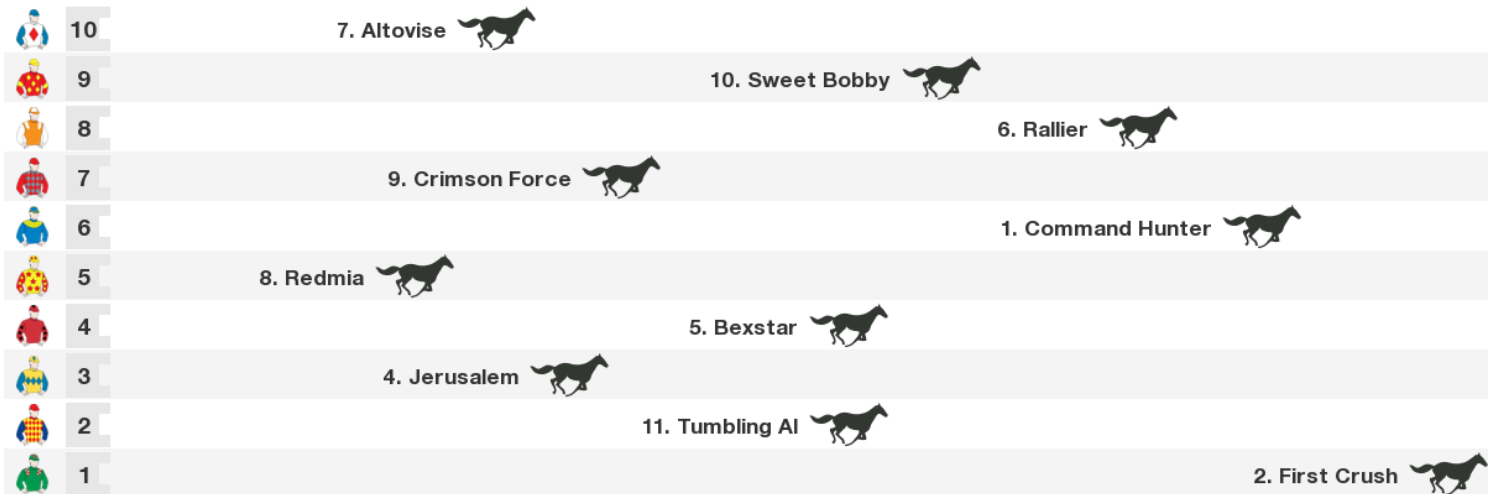 10 7. Altovise
9 10. Sweet Bobby
8 6. Rallier
7 9. Crimson Force
6 1. Command Hunter
5 8. Redmia
4 5. Bexstar
3 4. Jerusalem
2 11. Tumbling Al
1 2. First Crush